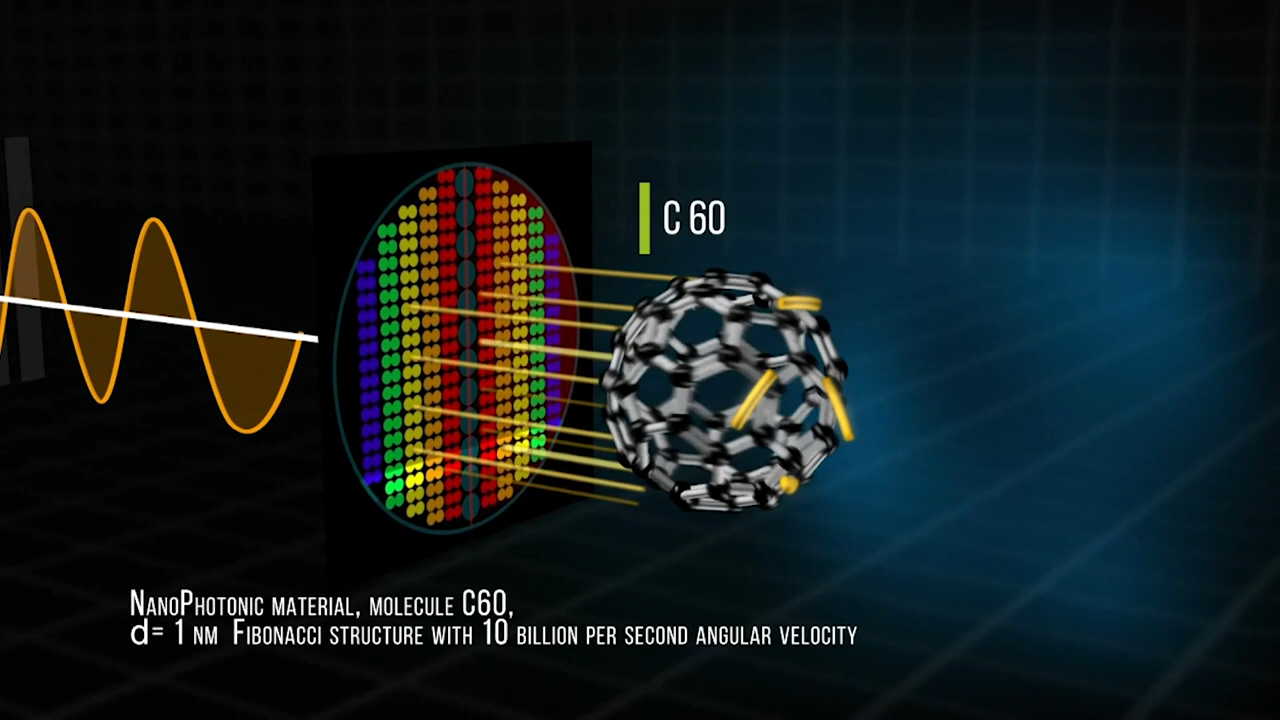 C 60
NanoPhotonic material, molecule C60,
d= 1 nm Fibonacci structure with 10 billion per second angular velocity